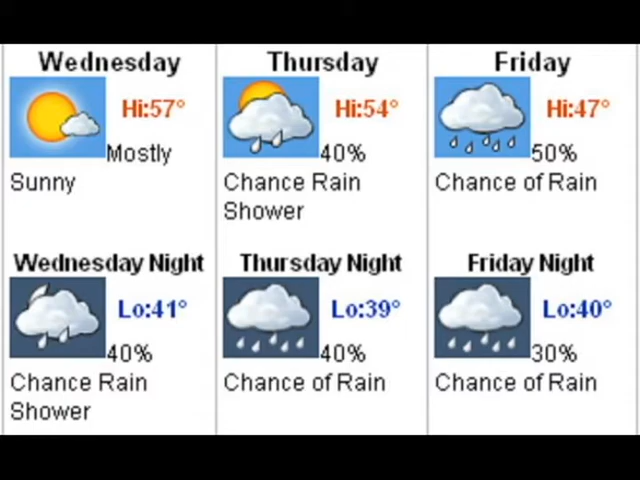 Wednesday
Hi:57°
Mostly
Sunny
Thursday
Hi:54°
40%
Chance Rain
Shower
Friday
Hi:47°
50%
Chance of Rain
Wednesday Night
Lo:41°
40%
Chance Rain
Shower
Thursday Night
Lo:39°
40%
Chance of Rain
Friday Night
Lo:40°
30%
Chance of Rain